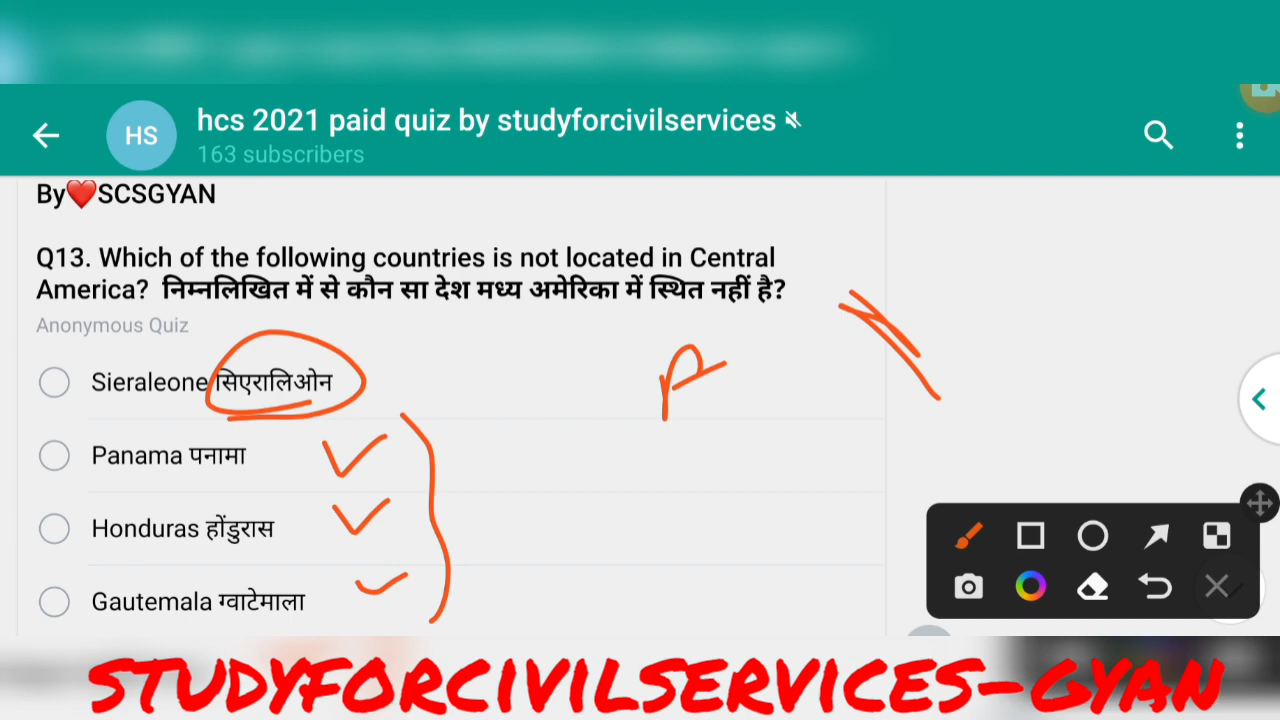 HS
hcs 2021 paid quiz by studyforcivilservices
163 subscribers
By❤️SCSGYAN
Q13. Which of the following countries is not located in Central
America? निम्नलिखित में से कौन सा देश मध्य अमेरिका में स्थित नहीं है?
Anonymous Quiz
Sieraleone सिएरालिओन
Panama पनामा
Honduras होंडुरास
Gautemala ग्वाटेमाला
STUDYFORCIVILSERVICES-GYAN